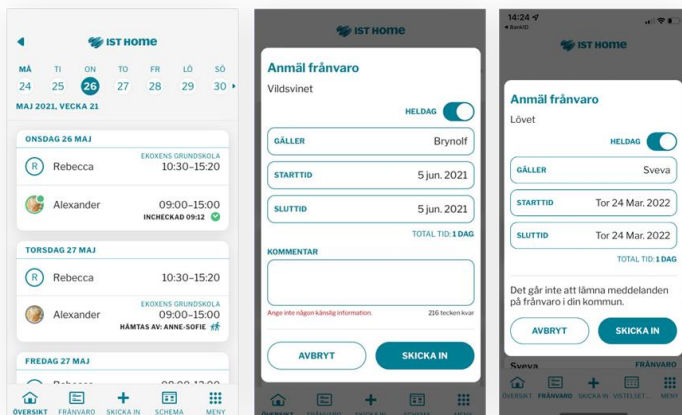 IST Home
MÅ TI ON TO FR LÖ SÖ
24 25 26 27 28 29 30
MAJ 2021, VECKA 21
ONSDAG 26 MAJ
EKOXENS GRUNDSKOLA
R Rebecca 10:30–15:20
Alexander 09:00–15:00
INCHECKAD 09:12
TORSDAG 27 MAJ
R Rebecca 10:30–15:20
EKOXENS GRUNDSKOLA
Alexander 09:00–15:00
HÄMTAS AV: ANNE-SOFIE
FREDAG 27 MAJ
ÖVERSIKT FRÅNVARO SKICKA IN SCHEMA MENY
IST Home
Anmäl frånvaro
Vildsvinet
HELDAG
GÄLLER Brynolf
STARTTID 5 jun. 2021
SLUTTID 5 jun. 2021
TOTAL TID: 1 DAG
KOMMENTAR
Ange inte någon känslig information. 216 tecken kvar
AVBRYT SKICKA IN
ÖVERSIKT FRÅNVARO SKICKA IN SCHEMA MENY
14:24
BankID
IST Home
Anmäl frånvaro
Lövet
HELDAG
GÄLLER Sveva
STARTTID Tor 24 Mar. 2022
SLUTTID Tor 24 Mar. 2022
TOTAL TID: 1 DAG
Det går inte att lämna meddelanden
på frånvaro i din kommun.
AVBRYT SKICKA IN
Sveva FRÅNVARO
ÖVERSIKT FRÅNVARO SKICKA IN VISTELSET... MENY